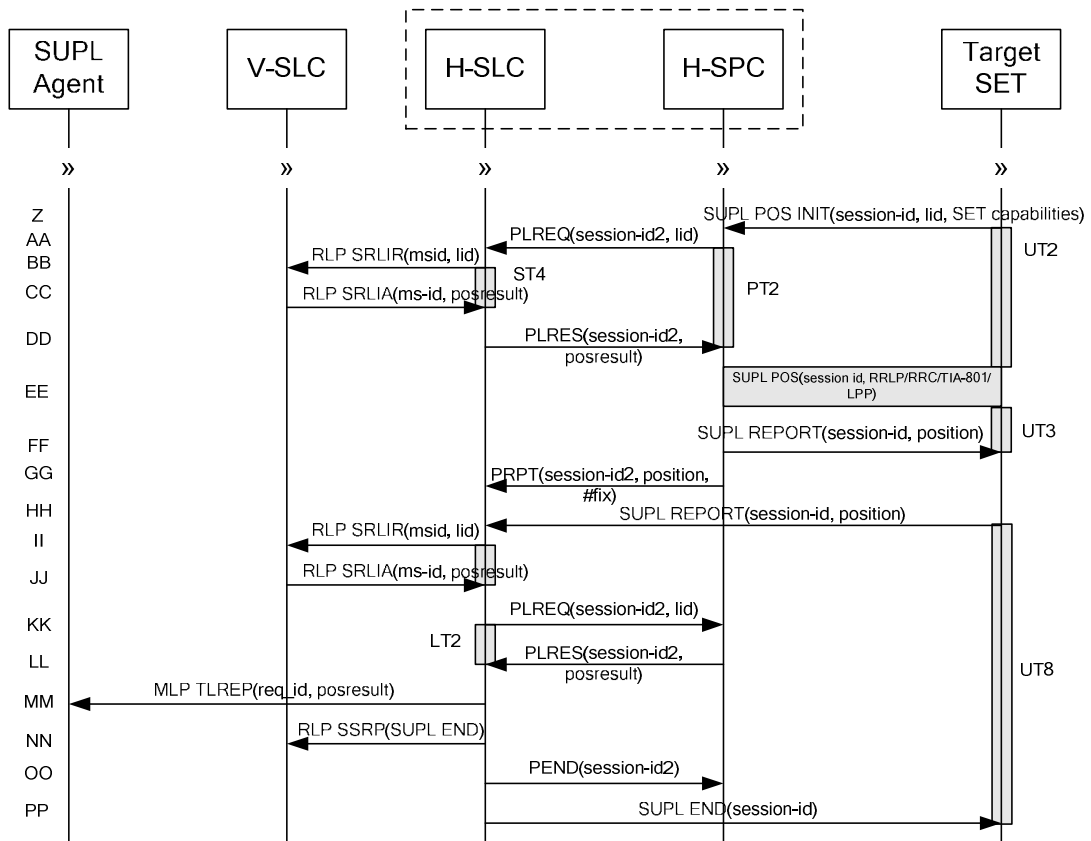 SUPL
Agent
V-SLC
H-SLC
H-SPC
Target
SET
» » » » »
Z
SUPL POS INIT(session-id, lid, SET capabilities)
AA
PLREQ(session-id2, lid)
UT2
BB
RLP SRLIR(msid, lid)
ST4
CC
RLP SRLIA(ms-id, posresult)
PT2
DD
PLRES(session-id2,
posresult)
EE
SUPL POS(session id, RRLP/RRC/TIA-801/
LPP)
FF
SUPL REPORT(session-id, position)
UT3
GG
PRPT(session-id2, position,
#fix)
HH
SUPL REPORT(session-id, position)
II
RLP SRLIR(msid, lid)
JJ
RLP SRLIA(ms-id, posresult)
KK
PLREQ(session-id2, lid)
LT2
LL
PLRES(session-id2,
posresult)
UT8
MM
MLP TLREP(req_id, posresult)
NN
RLP SSRP(SUPL END)
OO
PEND(session-id2)
PP
SUPL END(session-id)